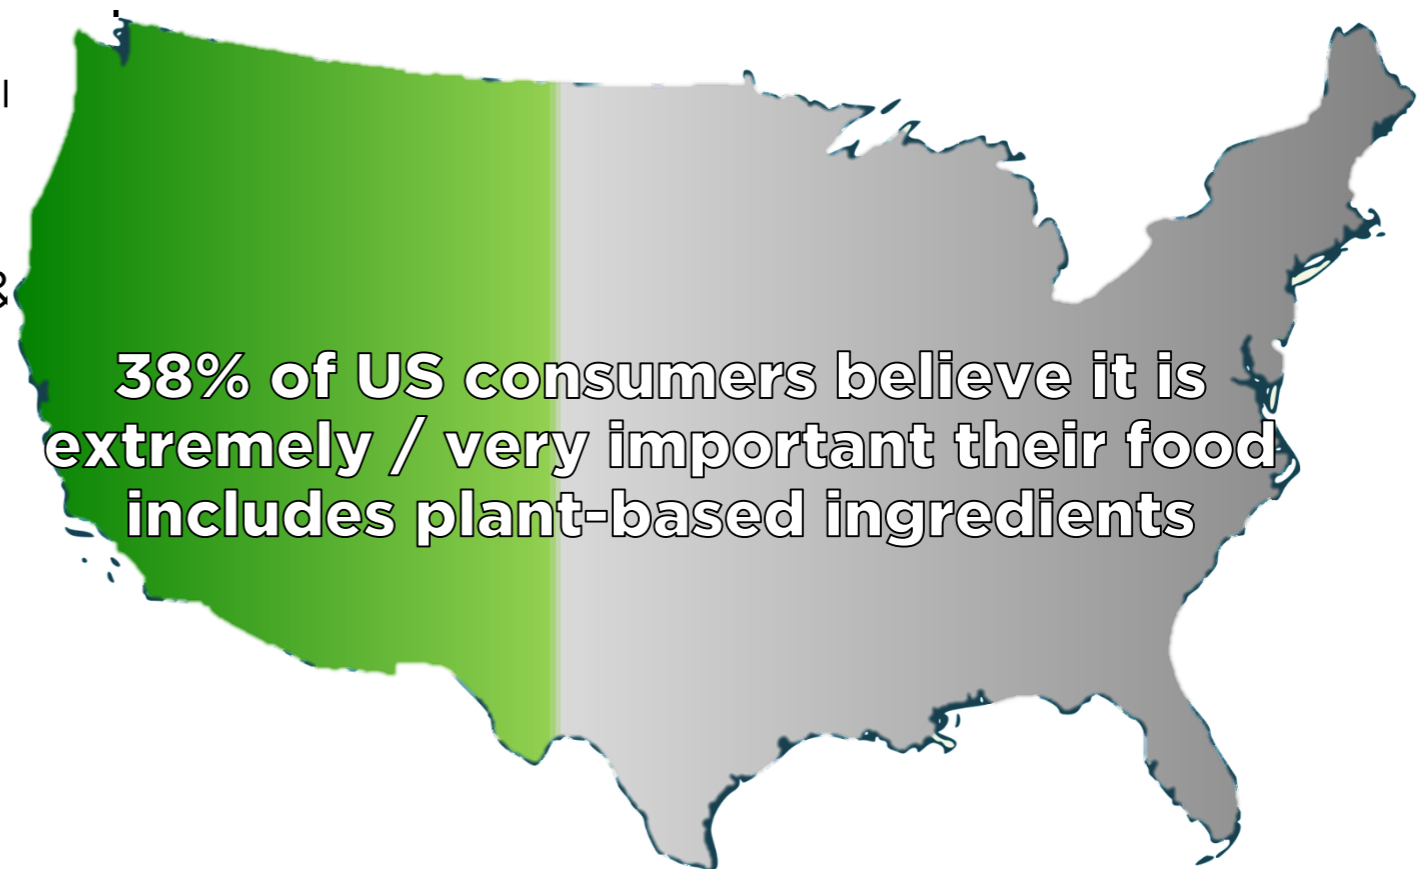 l
&
38% of US consumers believe it is
extremely / very important their food
includes plant-based ingredients